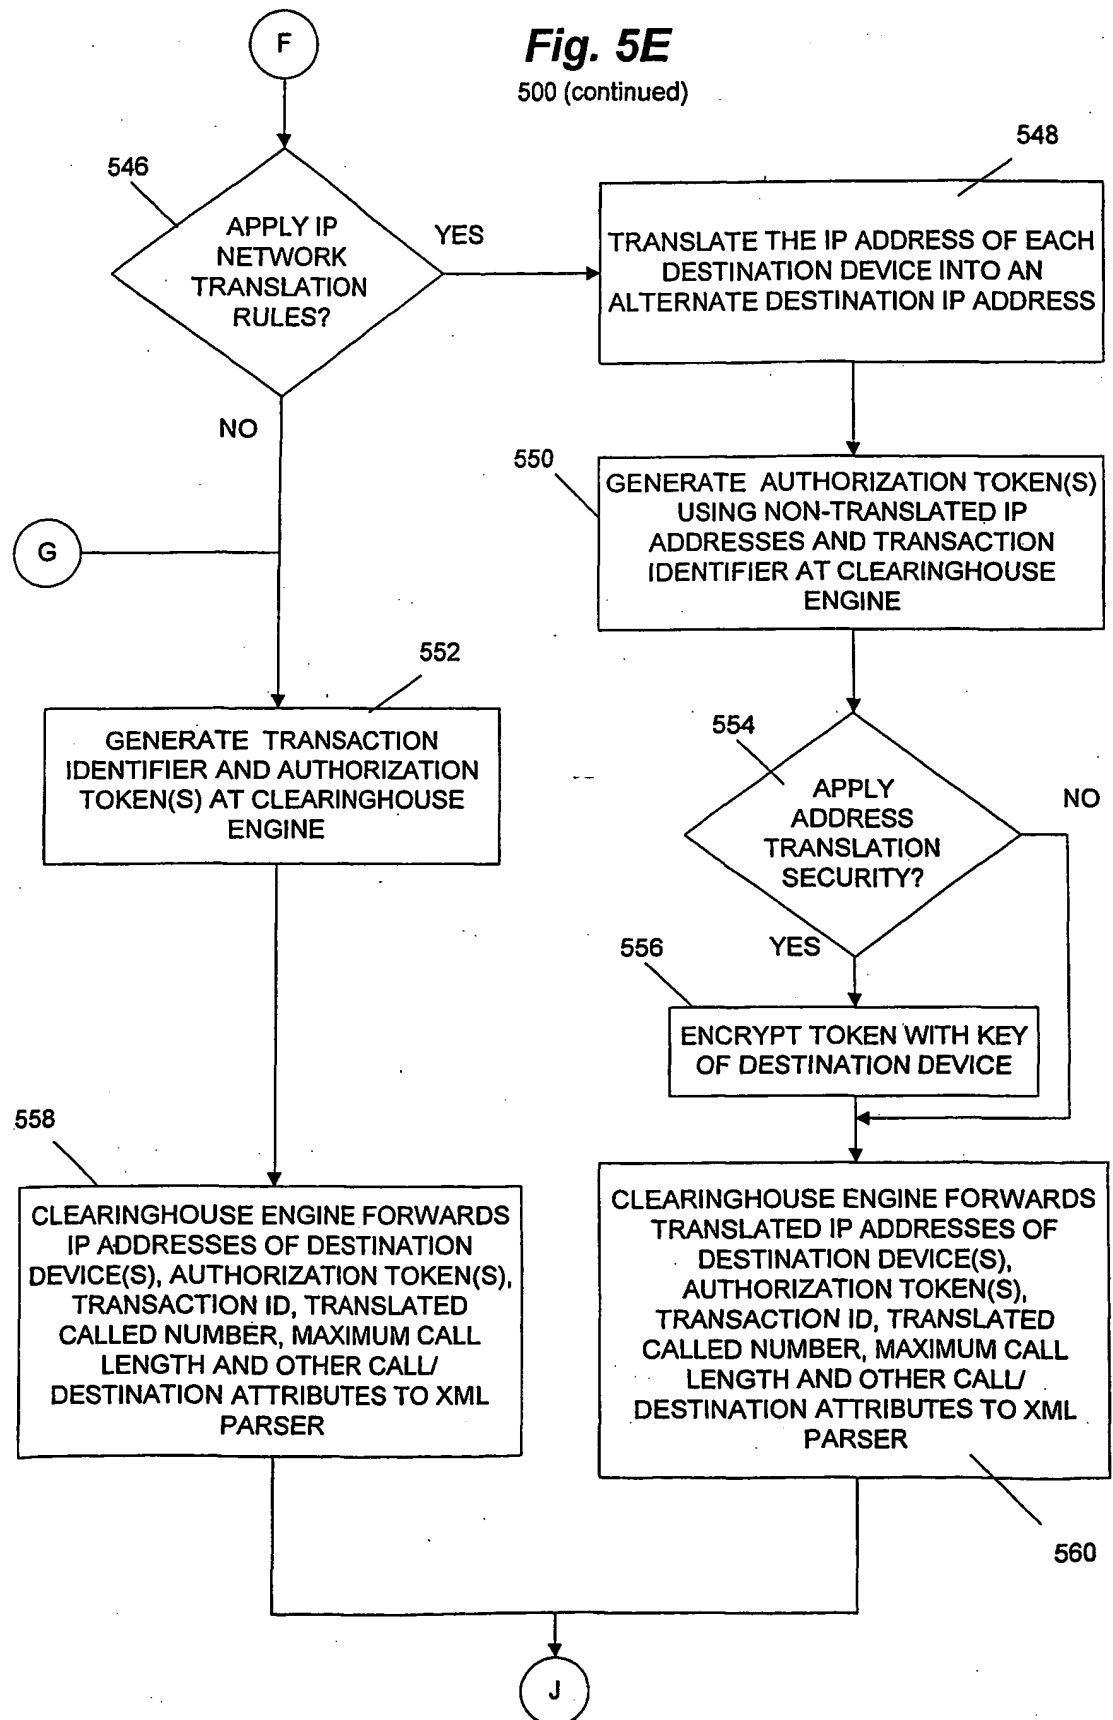 F
Fig. 5E
500 (continued)
546
APPLY IP
NETWORK
TRANSLATION
RULES?
YES
NO
548
TRANSLATE THE IP ADDRESS OF EACH
DESTINATION DEVICE INTO AN
ALTERNATE DESTINATION IP ADDRESS
550
GENERATE AUTHORIZATION TOKEN(S)
USING NON-TRANSLATED IP
ADDRESSES AND TRANSACTION
IDENTIFIER AT CLEARINGHOUSE
ENGINE
G
552
GENERATE TRANSACTION
IDENTIFIER AND AUTHORIZATION
TOKEN(S) AT CLEARINGHOUSE
ENGINE
554
APPLY
ADDRESS
TRANSLATION
SECURITY?
NO
YES
556
ENCRYPT TOKEN WITH KEY
OF DESTINATION DEVICE
558
CLEARINGHOUSE ENGINE FORWARDS
IP ADDRESSES OF DESTINATION
DEVICE(S), AUTHORIZATION TOKEN(S),
TRANSACTION ID, TRANSLATED
CALLED NUMBER, MAXIMUM CALL
LENGTH AND OTHER CALL/
DESTINATION ATTRIBUTES TO XML
PARSER
CLEARINGHOUSE ENGINE FORWARDS
TRANSLATED IP ADDRESSES OF
DESTINATION DEVICE(S),
AUTHORIZATION TOKEN(S),
TRANSACTION ID, TRANSLATED
CALLED NUMBER, MAXIMUM CALL
LENGTH AND OTHER CALL/
DESTINATION ATTRIBUTES TO XML
PARSER
560
J